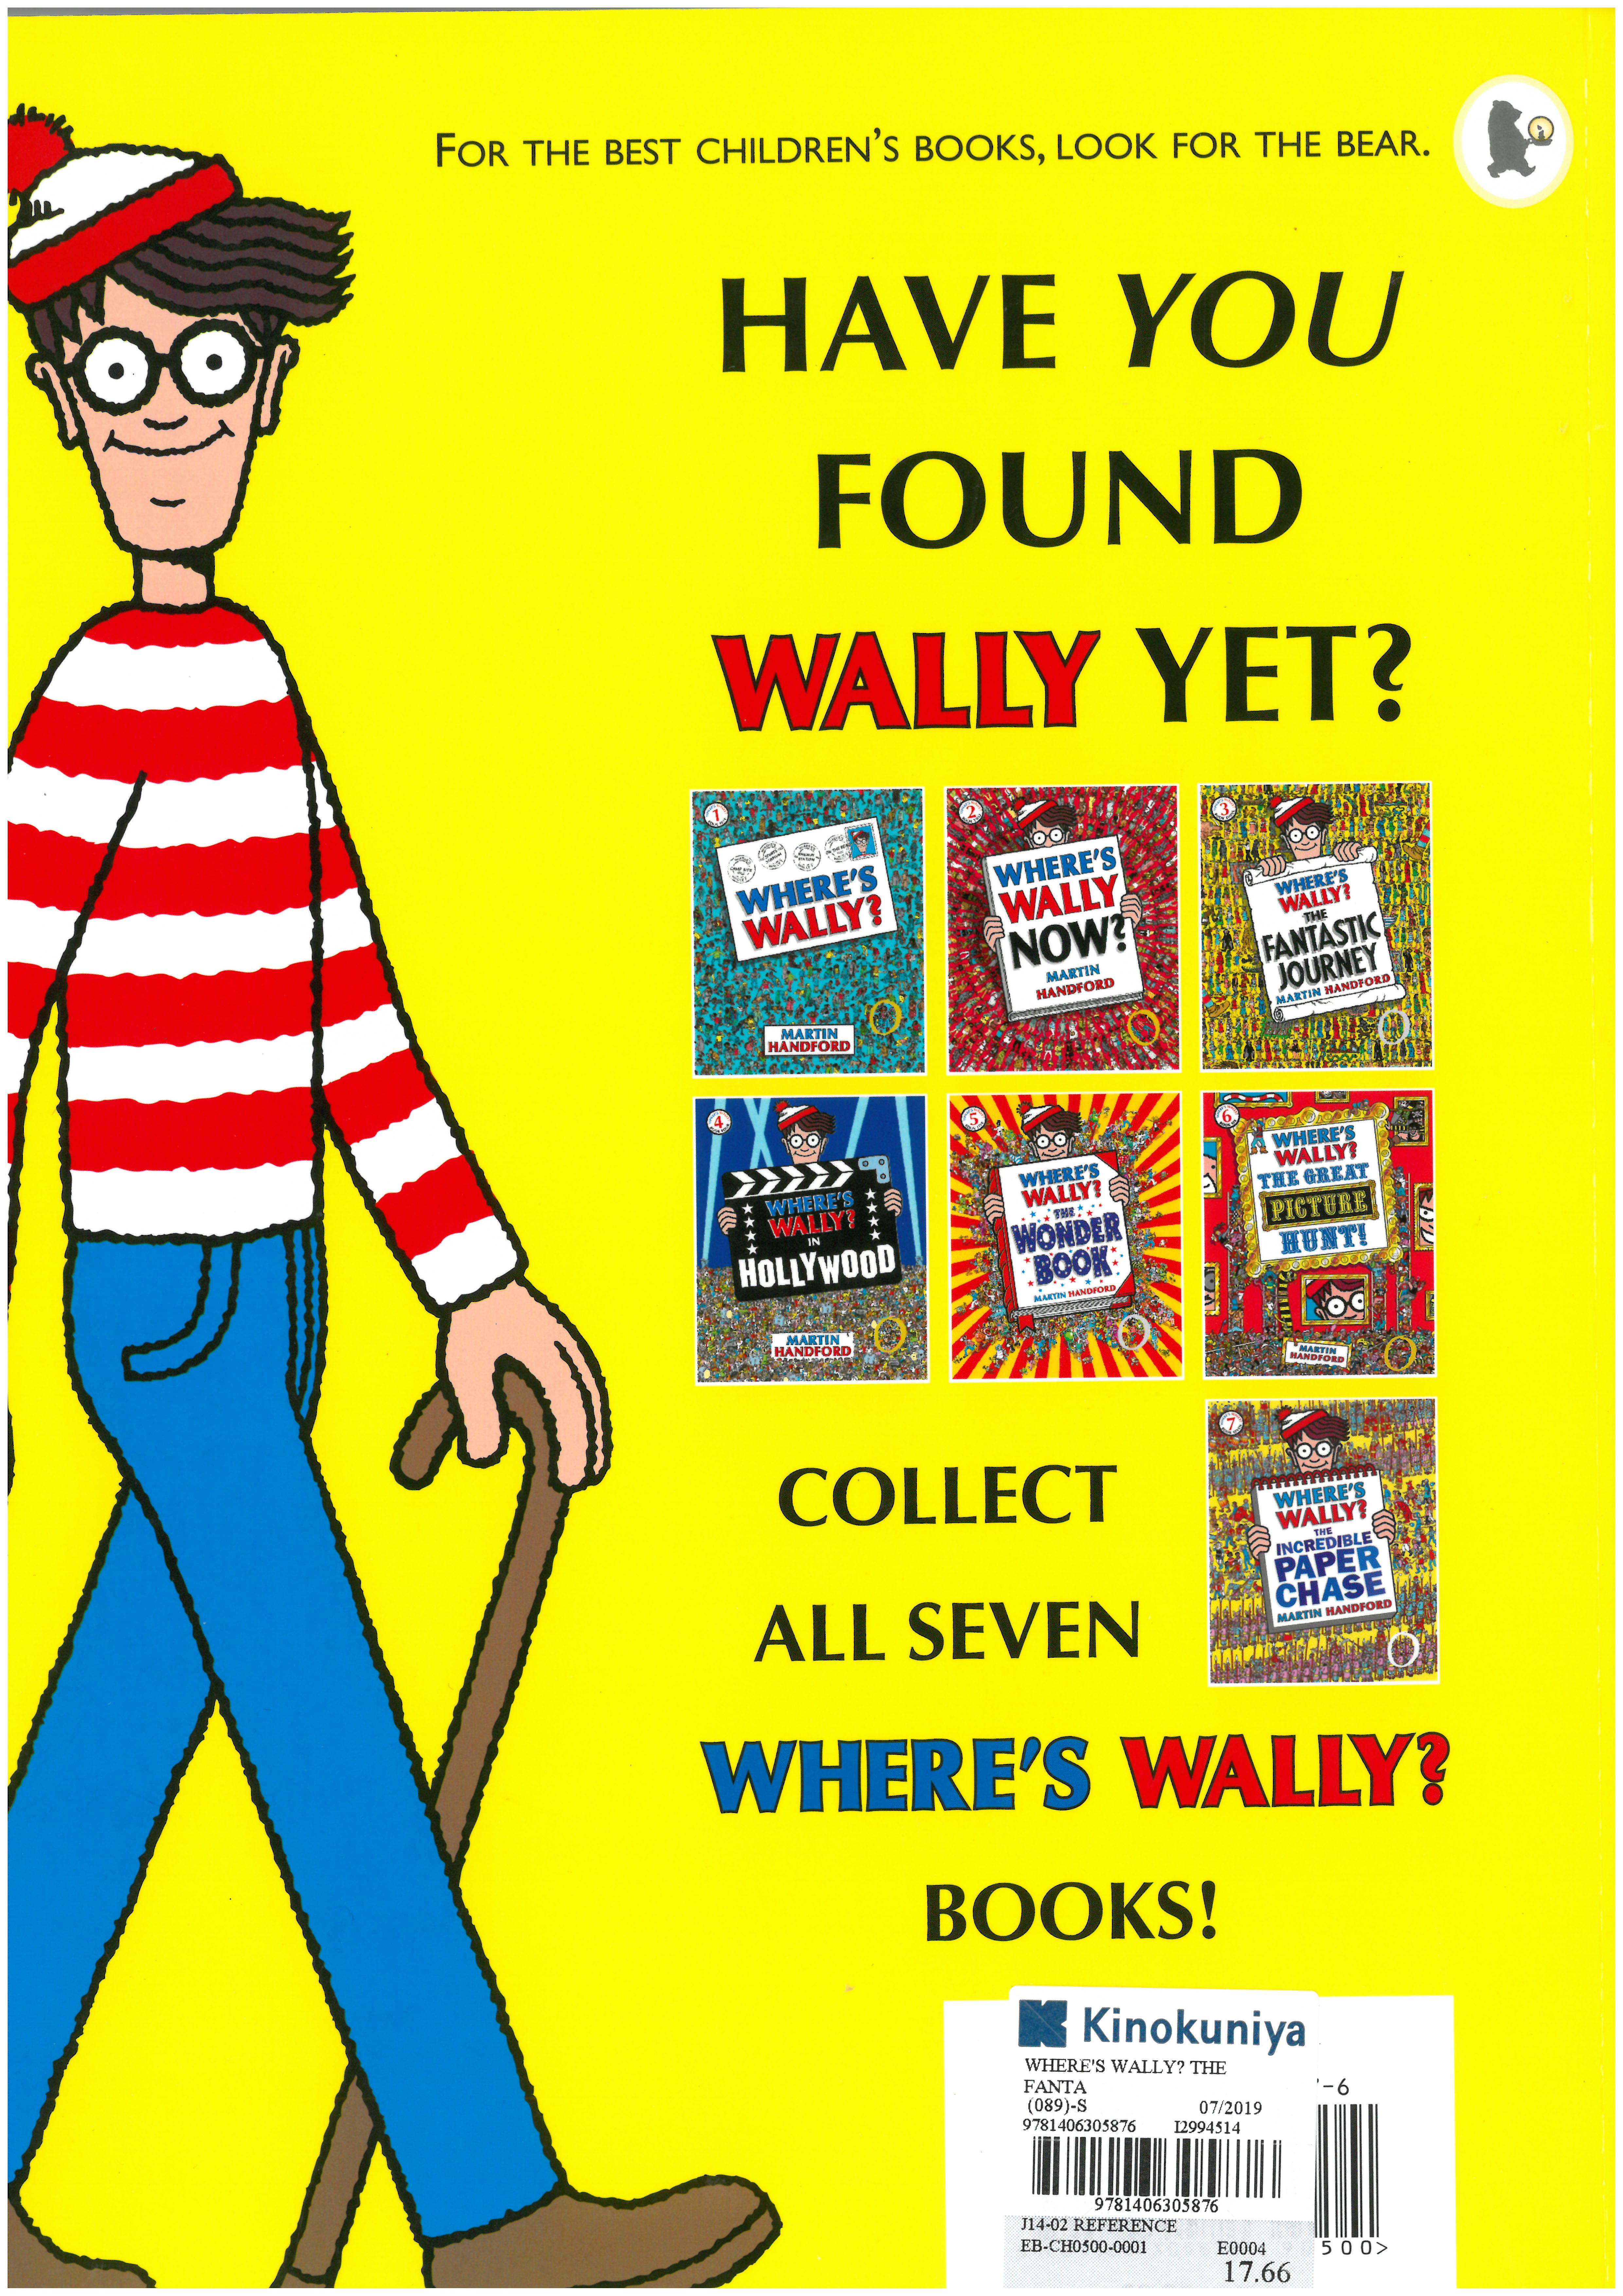 FOR THE BEST CHILDREN'S BOOKS, LOOK FOR THE BEAR.
HAVE YOU
FOUND
WALLY YET?
1
WHERE'S
WALLY?
MARTIN
HANDFORD
2
WHERE'S
WALLY
NOW?
MARTIN
HANDFORD
3
WHERE'S
WALLY?
THE
FANTASTIC
JOURNEY
MARTIN HANDFORD
4
WHERE'S
WALLY?
IN
HOLLYWOOD
MARTIN
HANDFORD
5
WHERE'S
WALLY?
THE
WONDER
BOOK
MARTIN HANDFORD
6
WHERE'S
WALLY?
THE GREAT
PICTURE
HUNT!
MARTIN
HANDFORD
7
WHERE'S
WALLY?
THE
INCREDIBLE
PAPER
CHASE
MARTIN HANDFORD
COLLECT
ALL SEVEN
WHERE'S WALLY?
BOOKS!
Kinokuniya
WHERE'S WALLY? THE
FANTA
(089)-S 07/2019
9781406305876 I2994514
9781406305876
J14-02 REFERENCE
EB-CH0500-0001 E0004
17.66
-6
500>